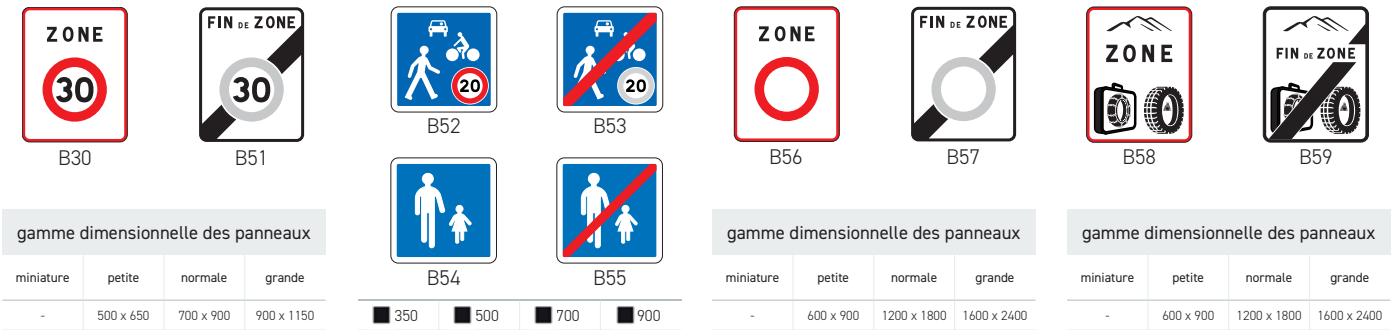 ZONE
30
B30
FIN DE ZONE
30
B51
20
B52
20
B53
ZONE
B56
FIN DE ZONE
B57
ZONE
B58
FIN DE ZONE
B59
B54
B55
gamme dimensionnelle des panneaux
miniature petite normale grande
- 500 x 650 700 x 900 900 x 1150
350 500 700 900
gamme dimensionnelle des panneaux
miniature petite normale grande
- 600 x 900 1200 x 1800 1600 x 2400
gamme dimensionnelle des panneaux
miniature petite normale grande
- 600 x 900 1200 x 1800 1600 x 2400